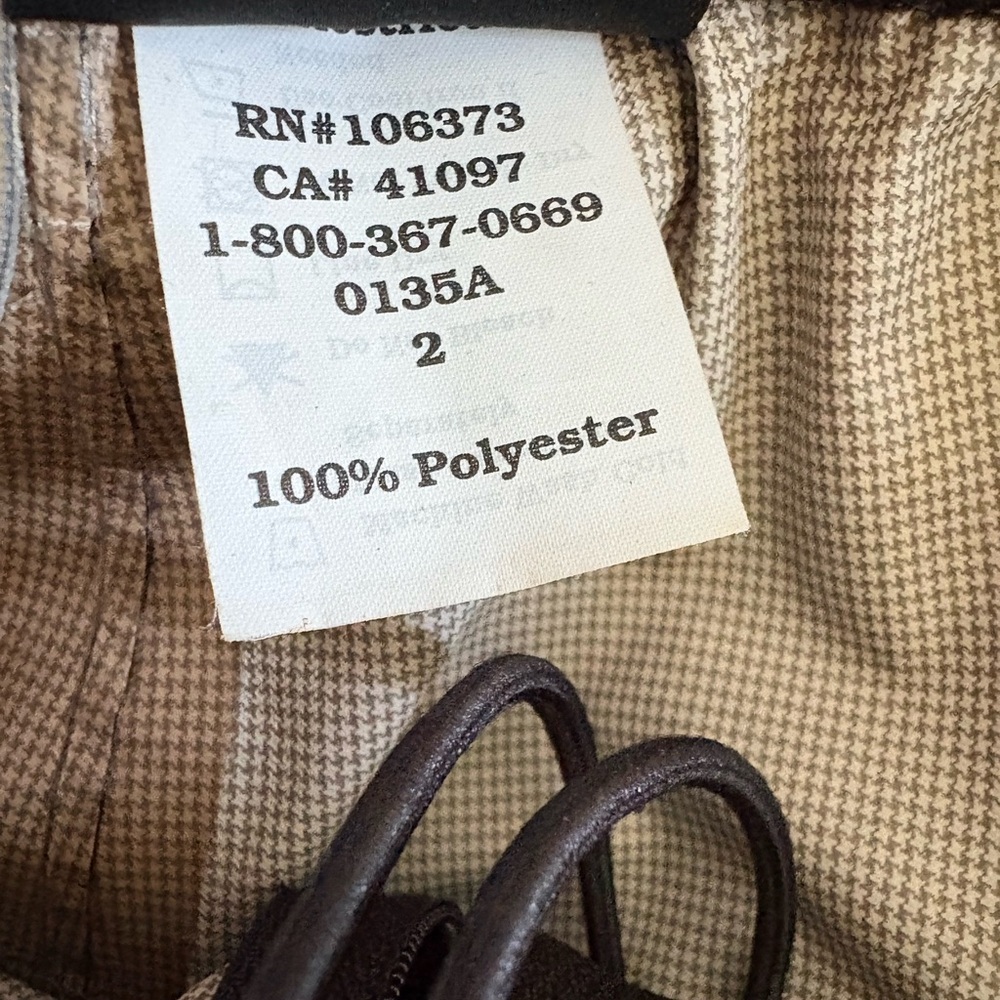 RN#106373
CA# 41097
1-800-367-0669
0135A
2
100% Polyester